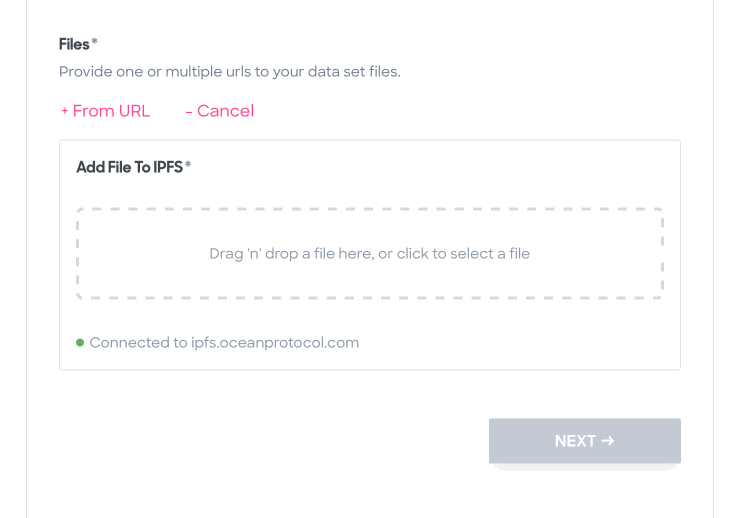 Files*
Provide one or multiple urls to your data set files.
+ From URL
- Cancel
Add File To IPFS*
Drag 'n' drop a file here, or click to select a file
Connected to ipfs.oceanprotocol.com
NEXT →